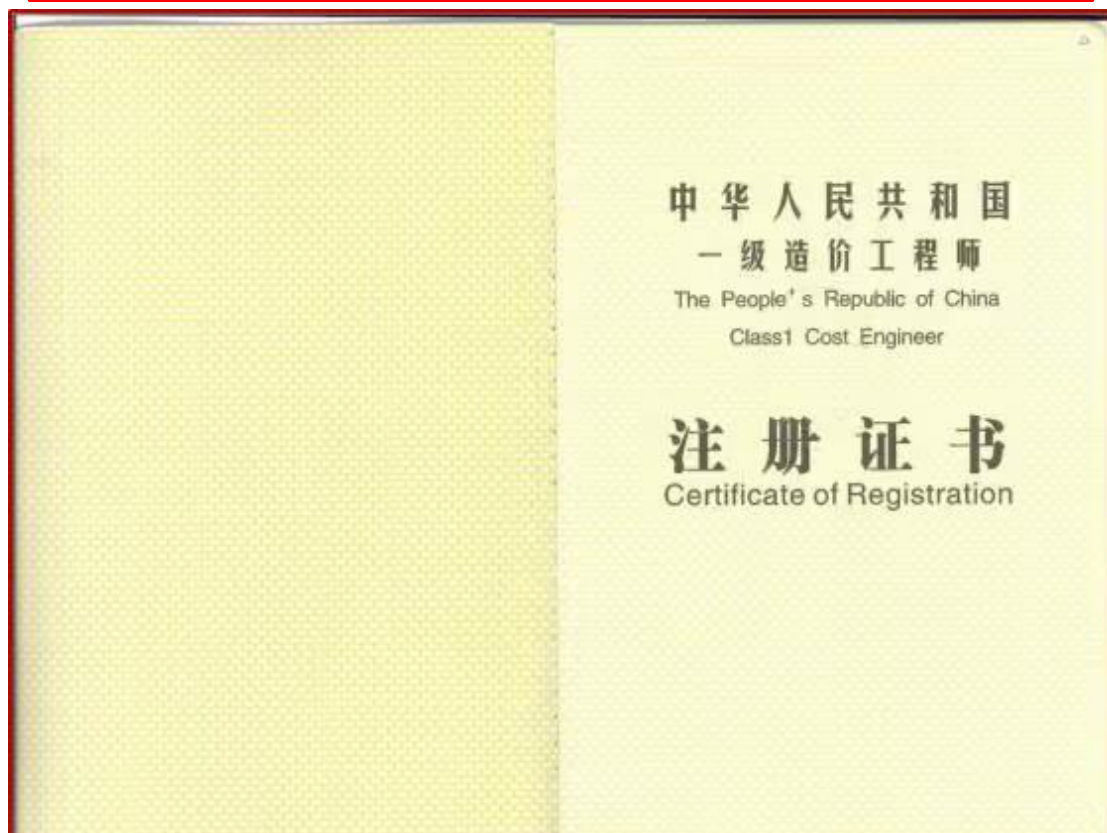 中华人民共和国
一级造价工程师
The People's Republic of China
Class1 Cost Engineer
注册证书
Certificate of Registration